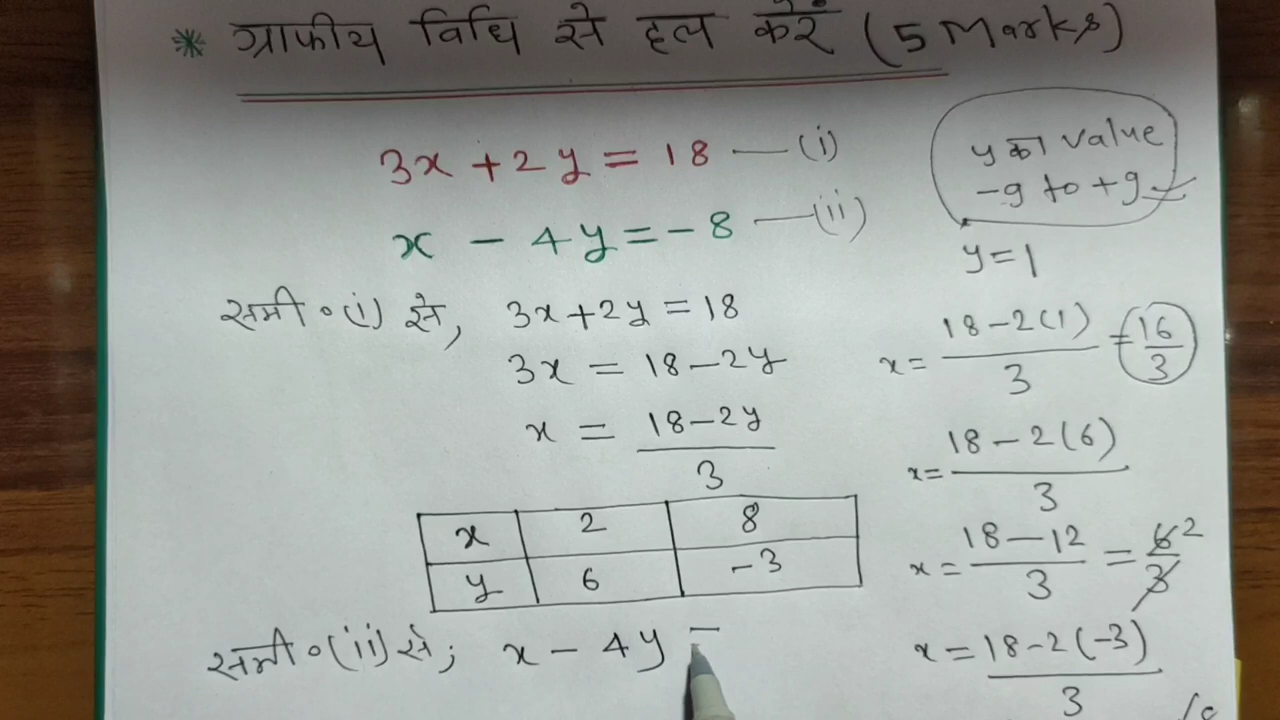 * ग्राफीय विधि से हल करें (5 Marks)
3x + 2y = 18 — (i)
x - 4y = -8 — (ii)
समी० (i) से, 3x + 2y = 18
3x = 18 - 2y
x = 18 - 2y / 3
x 2 8
y 6 -3
समी० (ii) से; x - 4y =
y का value
-9 to +9
y = 1
x = 18 - 2(1) / 3 = 16 / 3
x = 18 - 2(6) / 3
x = 18 - 12 / 3 = 6 2 / 3
x = 18 - 2(-3) / 3